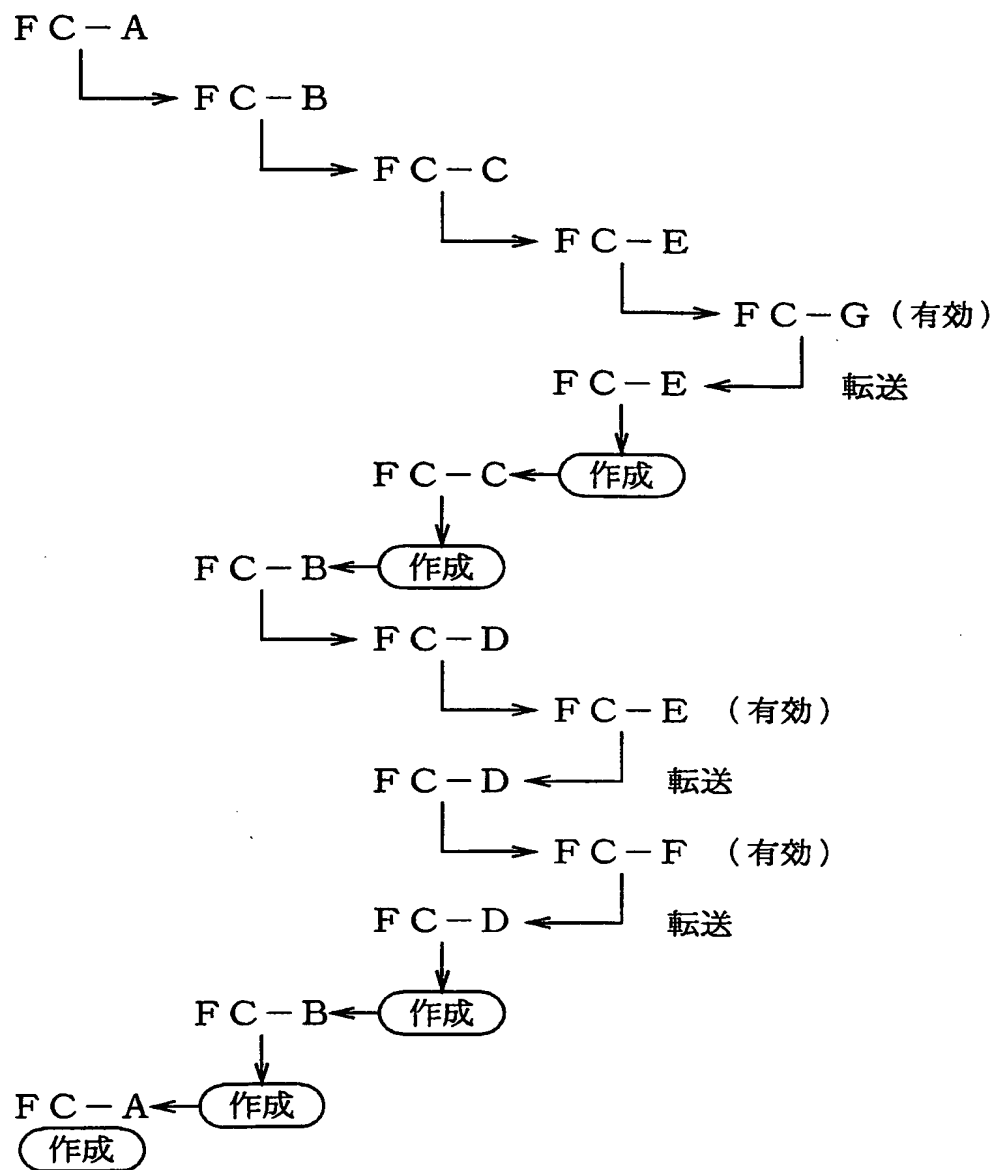 FC－A
FC－B
FC－C
FC－E
FC－G（有効）
FC－E 転送
FC－C 作成
FC－B 作成
FC－D
FC－E （有効）
FC－D 転送
FC－F （有効）
FC－D 転送
FC－B 作成
FC－A 作成
作成